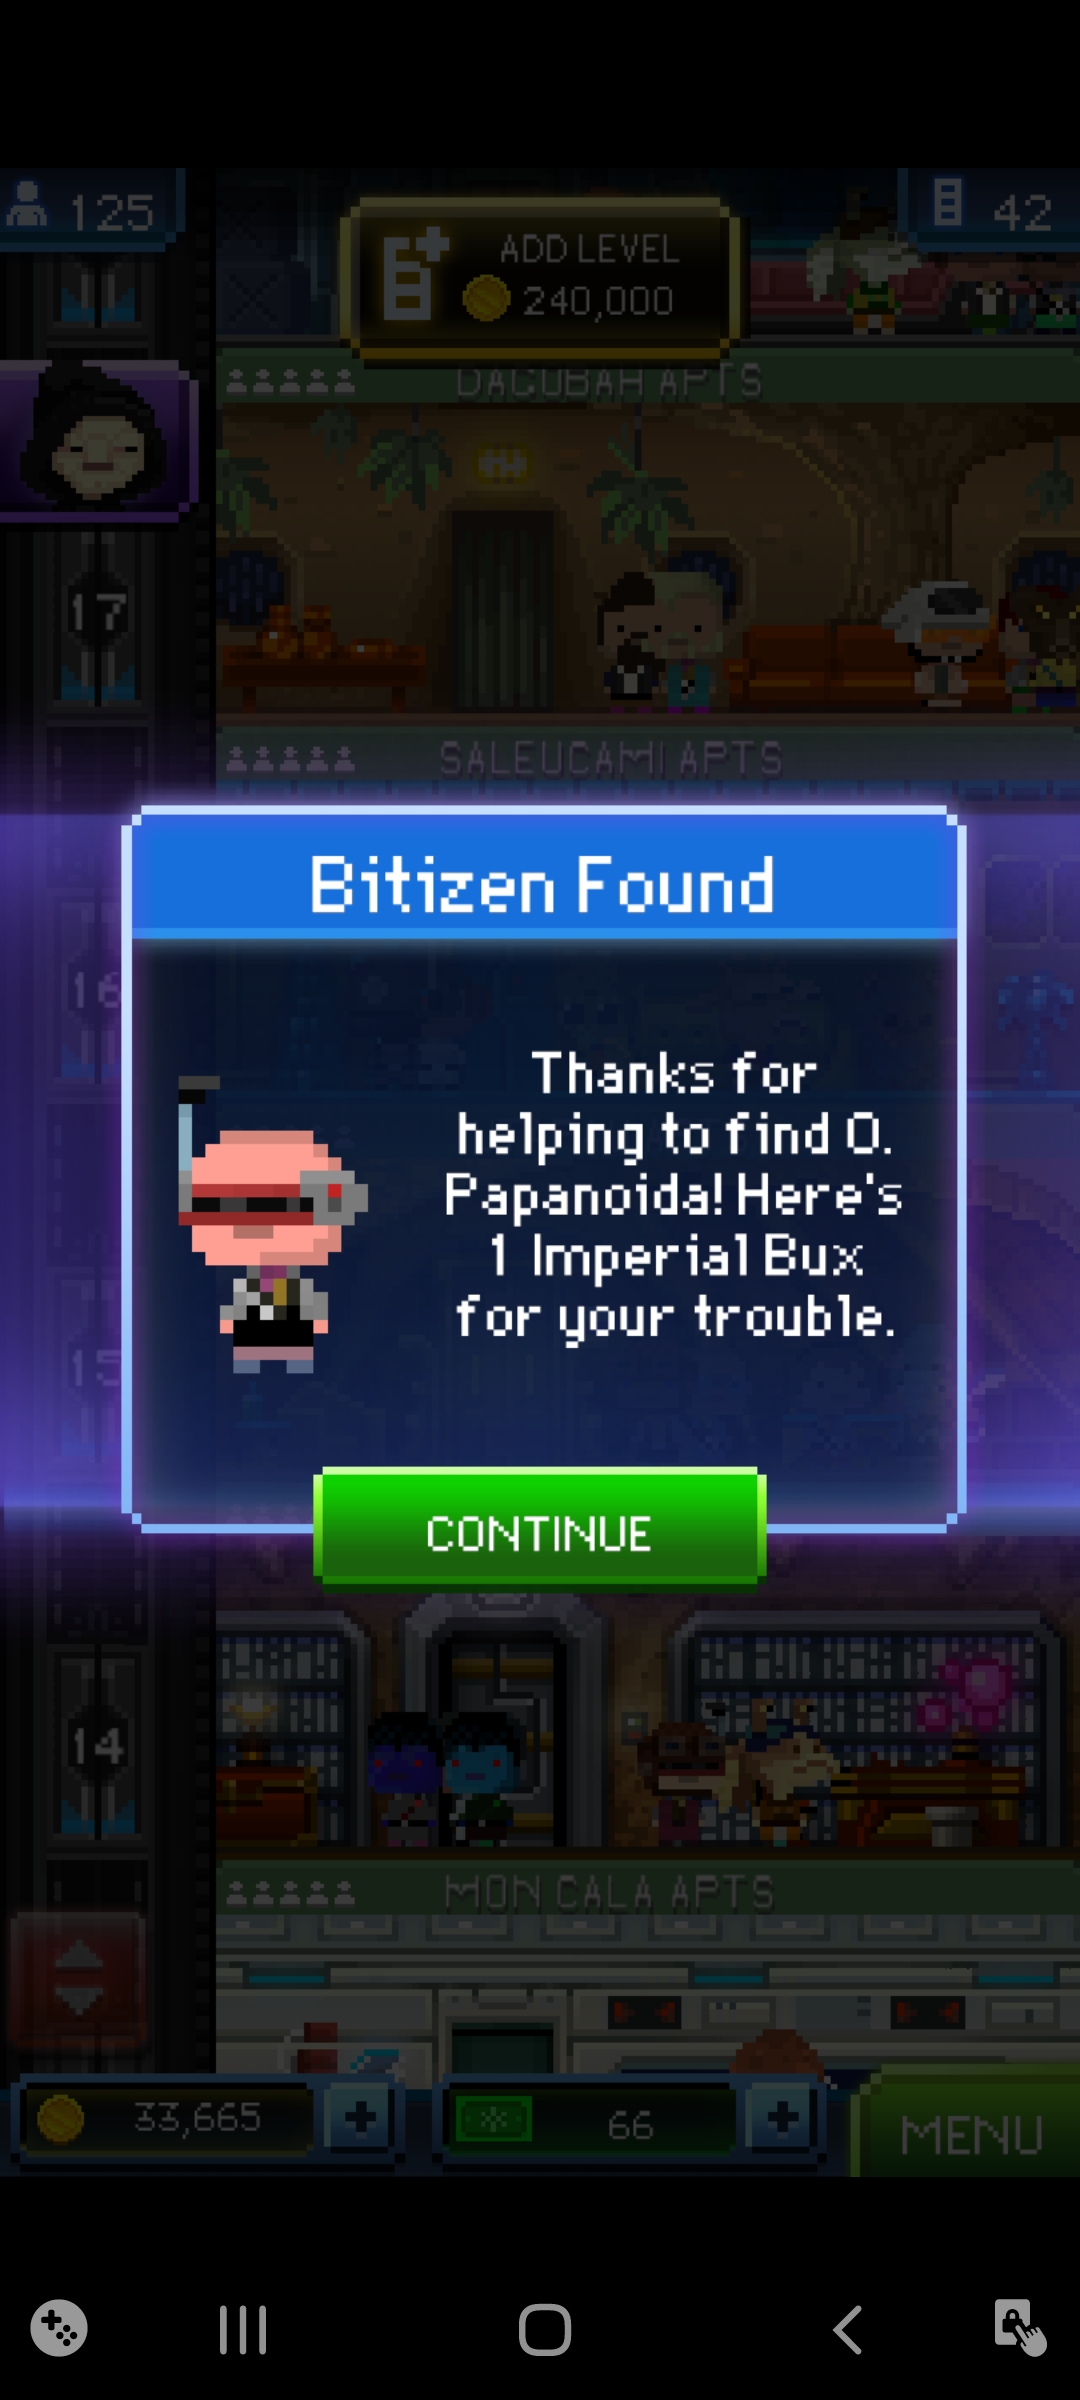 125
42
ADD LEVEL
240,000
DAGOBAH APTS
17
SALEUCAMI APTS
Bitizen Found
16
Thanks for
helping to find O.
Papanoida! Here's
1 Imperial Bux
for your trouble.
15
CONTINUE
14
MON CALA APTS
33,665
66
MENU